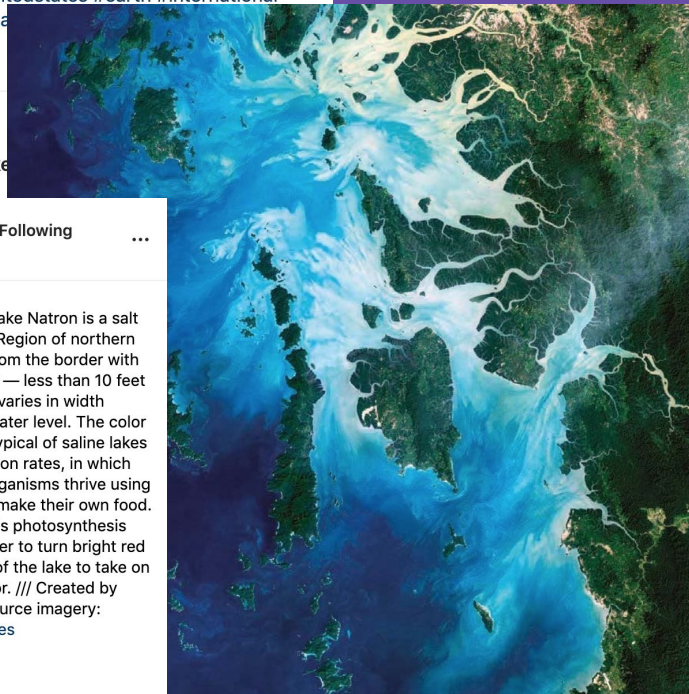 Following
...
ake Natron is a salt
Region of northern
om the border with
— less than 10 feet
varies in width
ater level. The color
ypical of saline lakes
on rates, in which
ganisms thrive using
make their own food.
s photosynthesis
er to turn bright red
of the lake to take on
r. /// Created by
urce imagery:
es